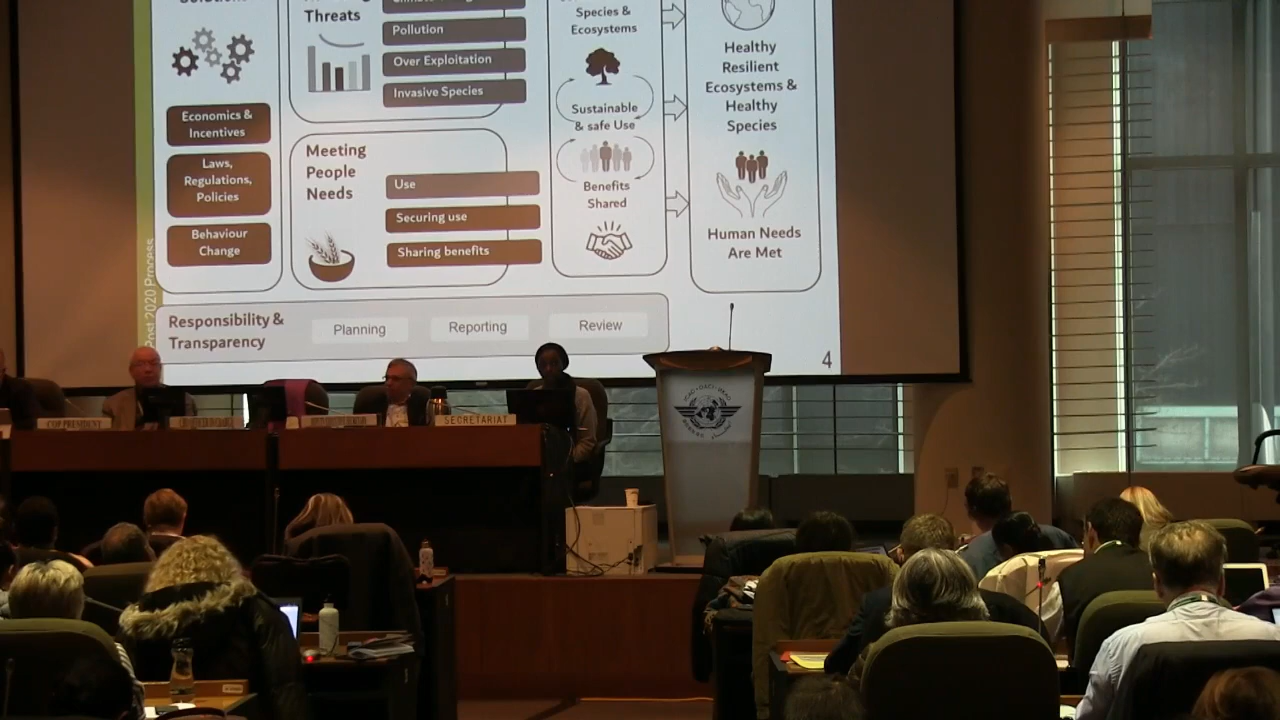 Threats
Pollution
Over Exploitation
Invasive Species
Economics &
Incentives
Laws,
Regulations,
Policies
Behaviour
Change
Meeting
People
Needs
Use
Securing use
Sharing benefits
Species &
Ecosystems
Sustainable
& safe Use
Benefits
Shared
Healthy
Resilient
Ecosystems &
Healthy
Species
Human Needs
Are Met
Post 2020 Process
Responsibility &
Transparency
Planning
Reporting
Review
4
COP PRESIDENT
SECRETARIAT